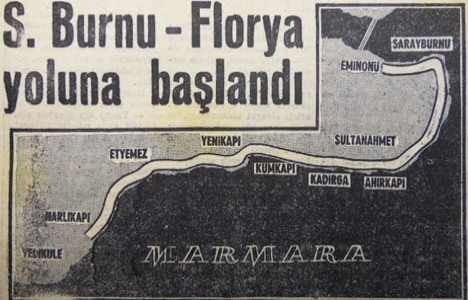 S. Burnu - Florya
yoluna başlandı
SARAYBURNU
EMİNÖNÜ
YENİKAPI
SULTANAHMET
ETYEMEZ
KUMKAPI
KADIRGA
AHIRKAPI
NARLIKAPI
YEDİKULE
MARMARA